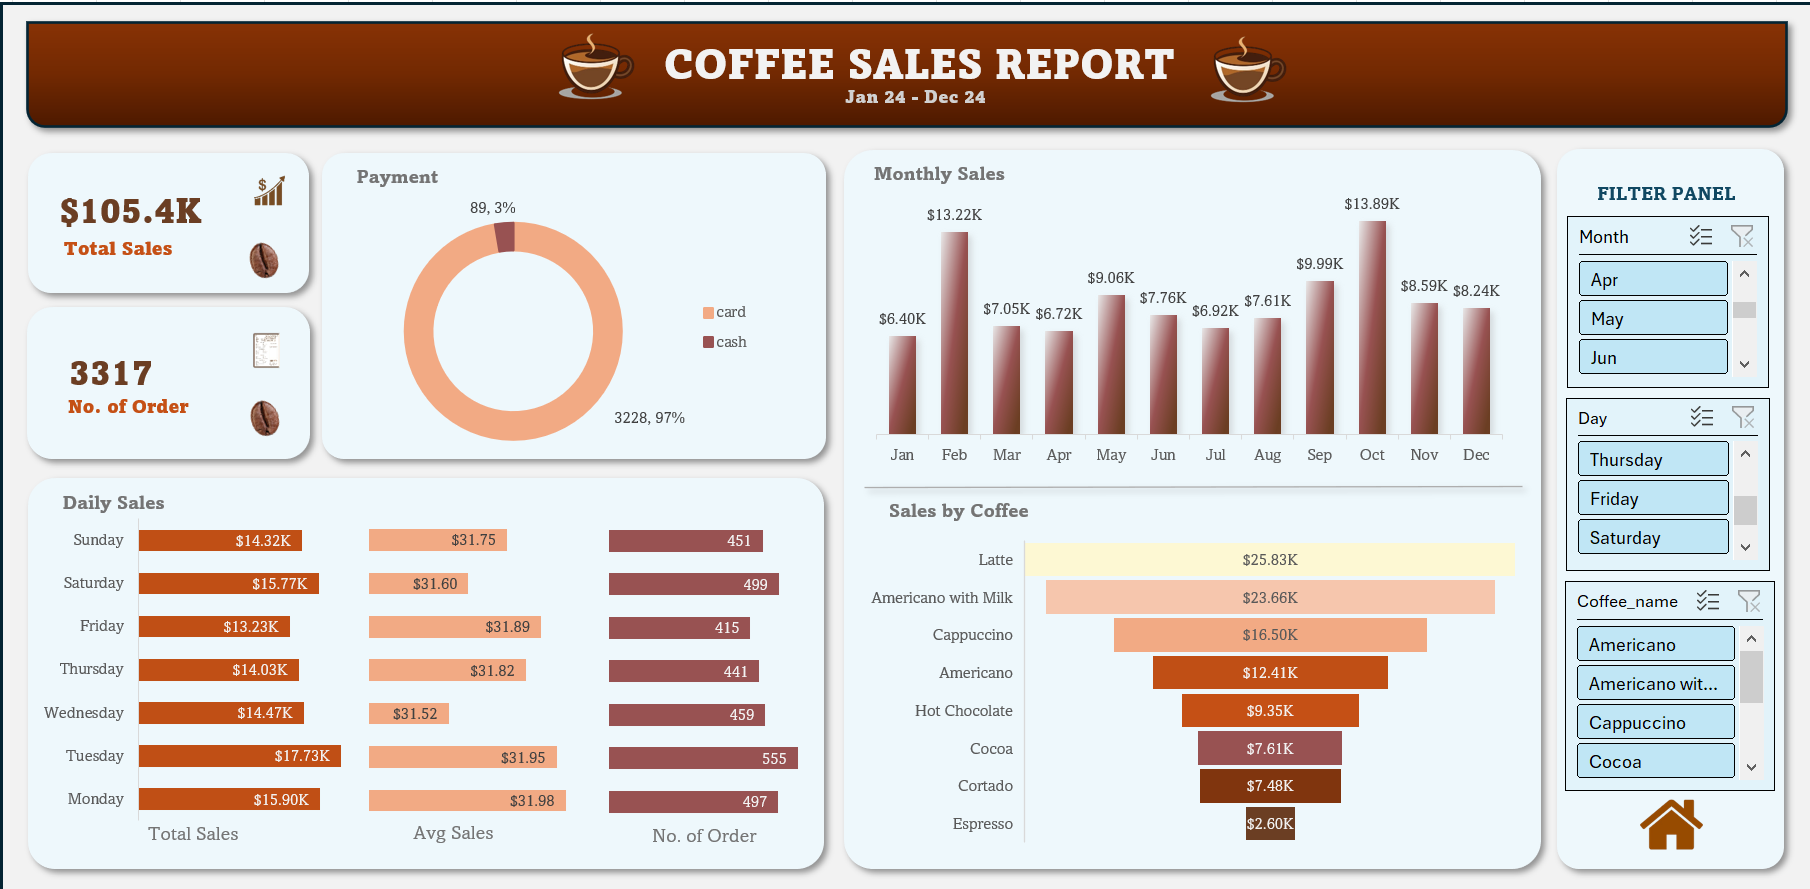 COFFEE SALES REPORT
Jan 24 - Dec 24
$105.4K
Total Sales
$
3317
No. of Order
Payment
89, 3%
card
cash
3228, 97%
Daily Sales
Sunday $14.32K $31.75 451
Saturday $15.77K $31.60 499
Friday $13.23K $31.89 415
Thursday $14.03K $31.82 441
Wednesday $14.47K $31.52 459
Tuesday $17.73K $31.95 555
Monday $15.90K $31.98 497
Total Sales Avg Sales No. of Order
Monthly Sales
$6.40K $13.22K $7.05K $6.72K $9.06K $7.76K $6.92K $7.61K $9.99K $13.89K $8.59K $8.24K
Jan Feb Mar Apr May Jun Jul Aug Sep Oct Nov Dec
Sales by Coffee
Latte $25.83K
Americano with Milk $23.66K
Cappuccino $16.50K
Americano $12.41K
Hot Chocolate $9.35K
Cocoa $7.61K
Cortado $7.48K
Espresso $2.60K
FILTER PANEL
Month
Apr
May
Jun
Day
Thursday
Friday
Saturday
Coffee_name
Americano
Americano wit...
Cappuccino
Cocoa